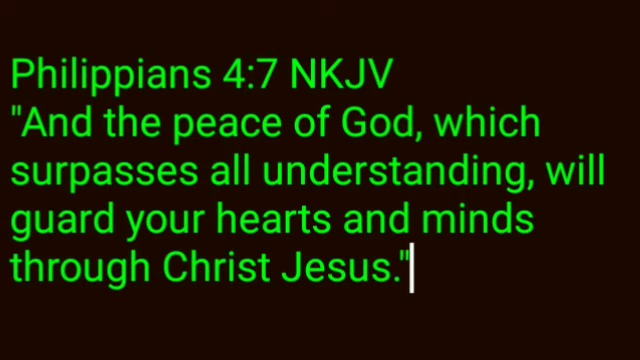 Philippians 4:7 NKJV
"And the peace of God, which
surpasses all understanding, will
guard your hearts and minds
through Christ Jesus."